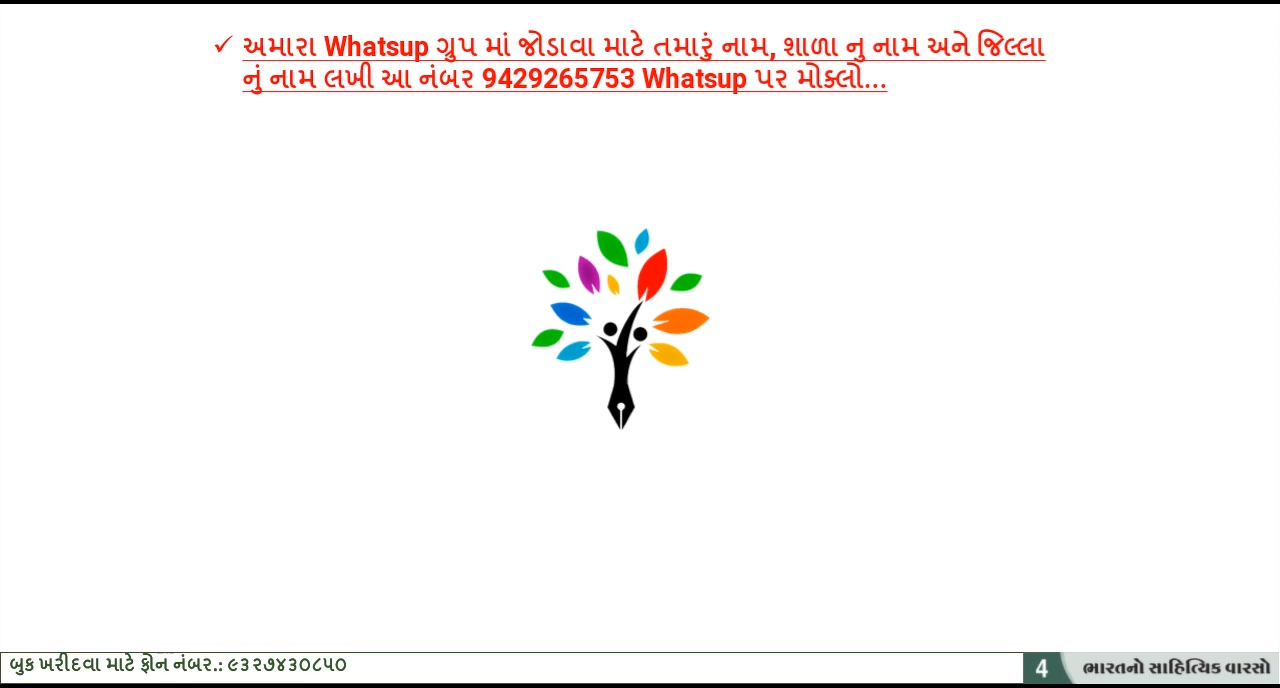 ✓ અમારા Whatsup ગ્રુપ માં જોડાવા માટે તમારું નામ, શાળા નુ નામ અને જિલ્લા
નું નામ લખી આ નંબર 9429265753 Whatsup પર મોક્લો...
બુક ખરીદવા માટે ફોન નંબર.: ૯૩૨૭૪૩૦૮૫૦
4 ભારતનો સાહિત્યિક વારસો